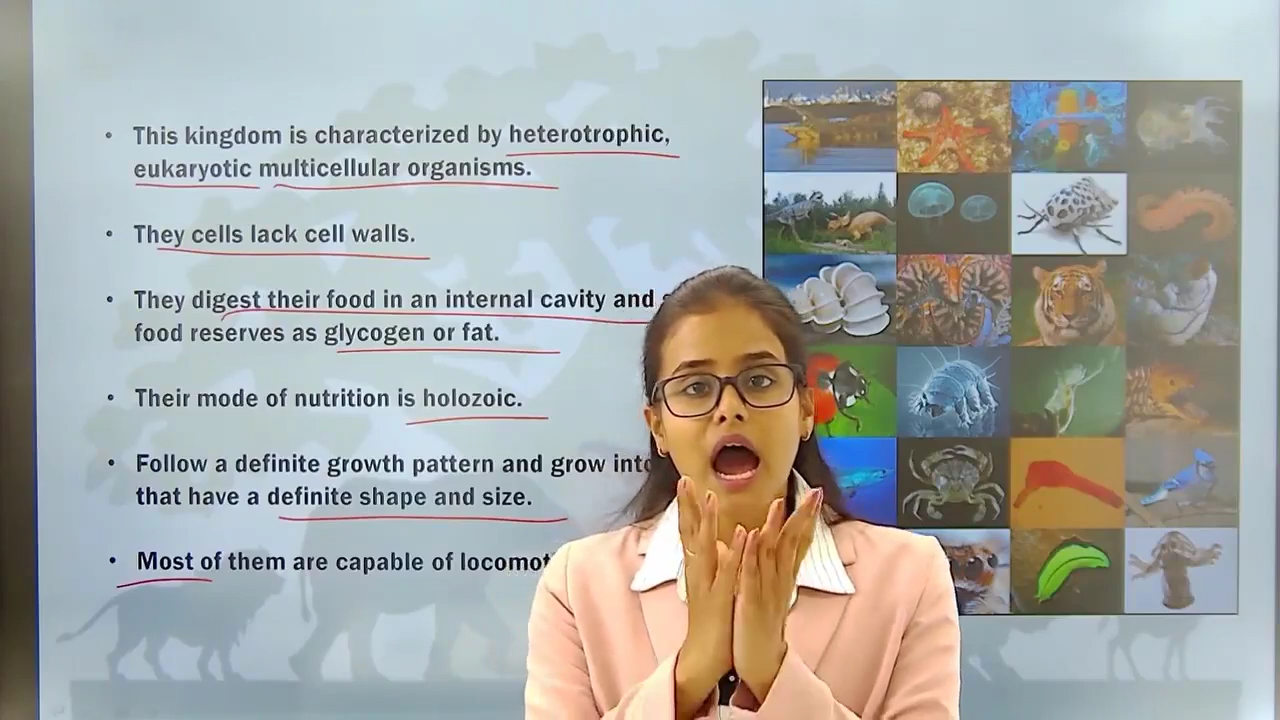 • This kingdom is characterized by heterotrophic,
eukaryotic multicellular organisms.
• They cells lack cell walls.
• They digest their food in an internal cavity and
food reserves as glycogen or fat.
• Their mode of nutrition is holozoic.
• Follow a definite growth pattern and grow into
that have a definite shape and size.
• Most of them are capable of